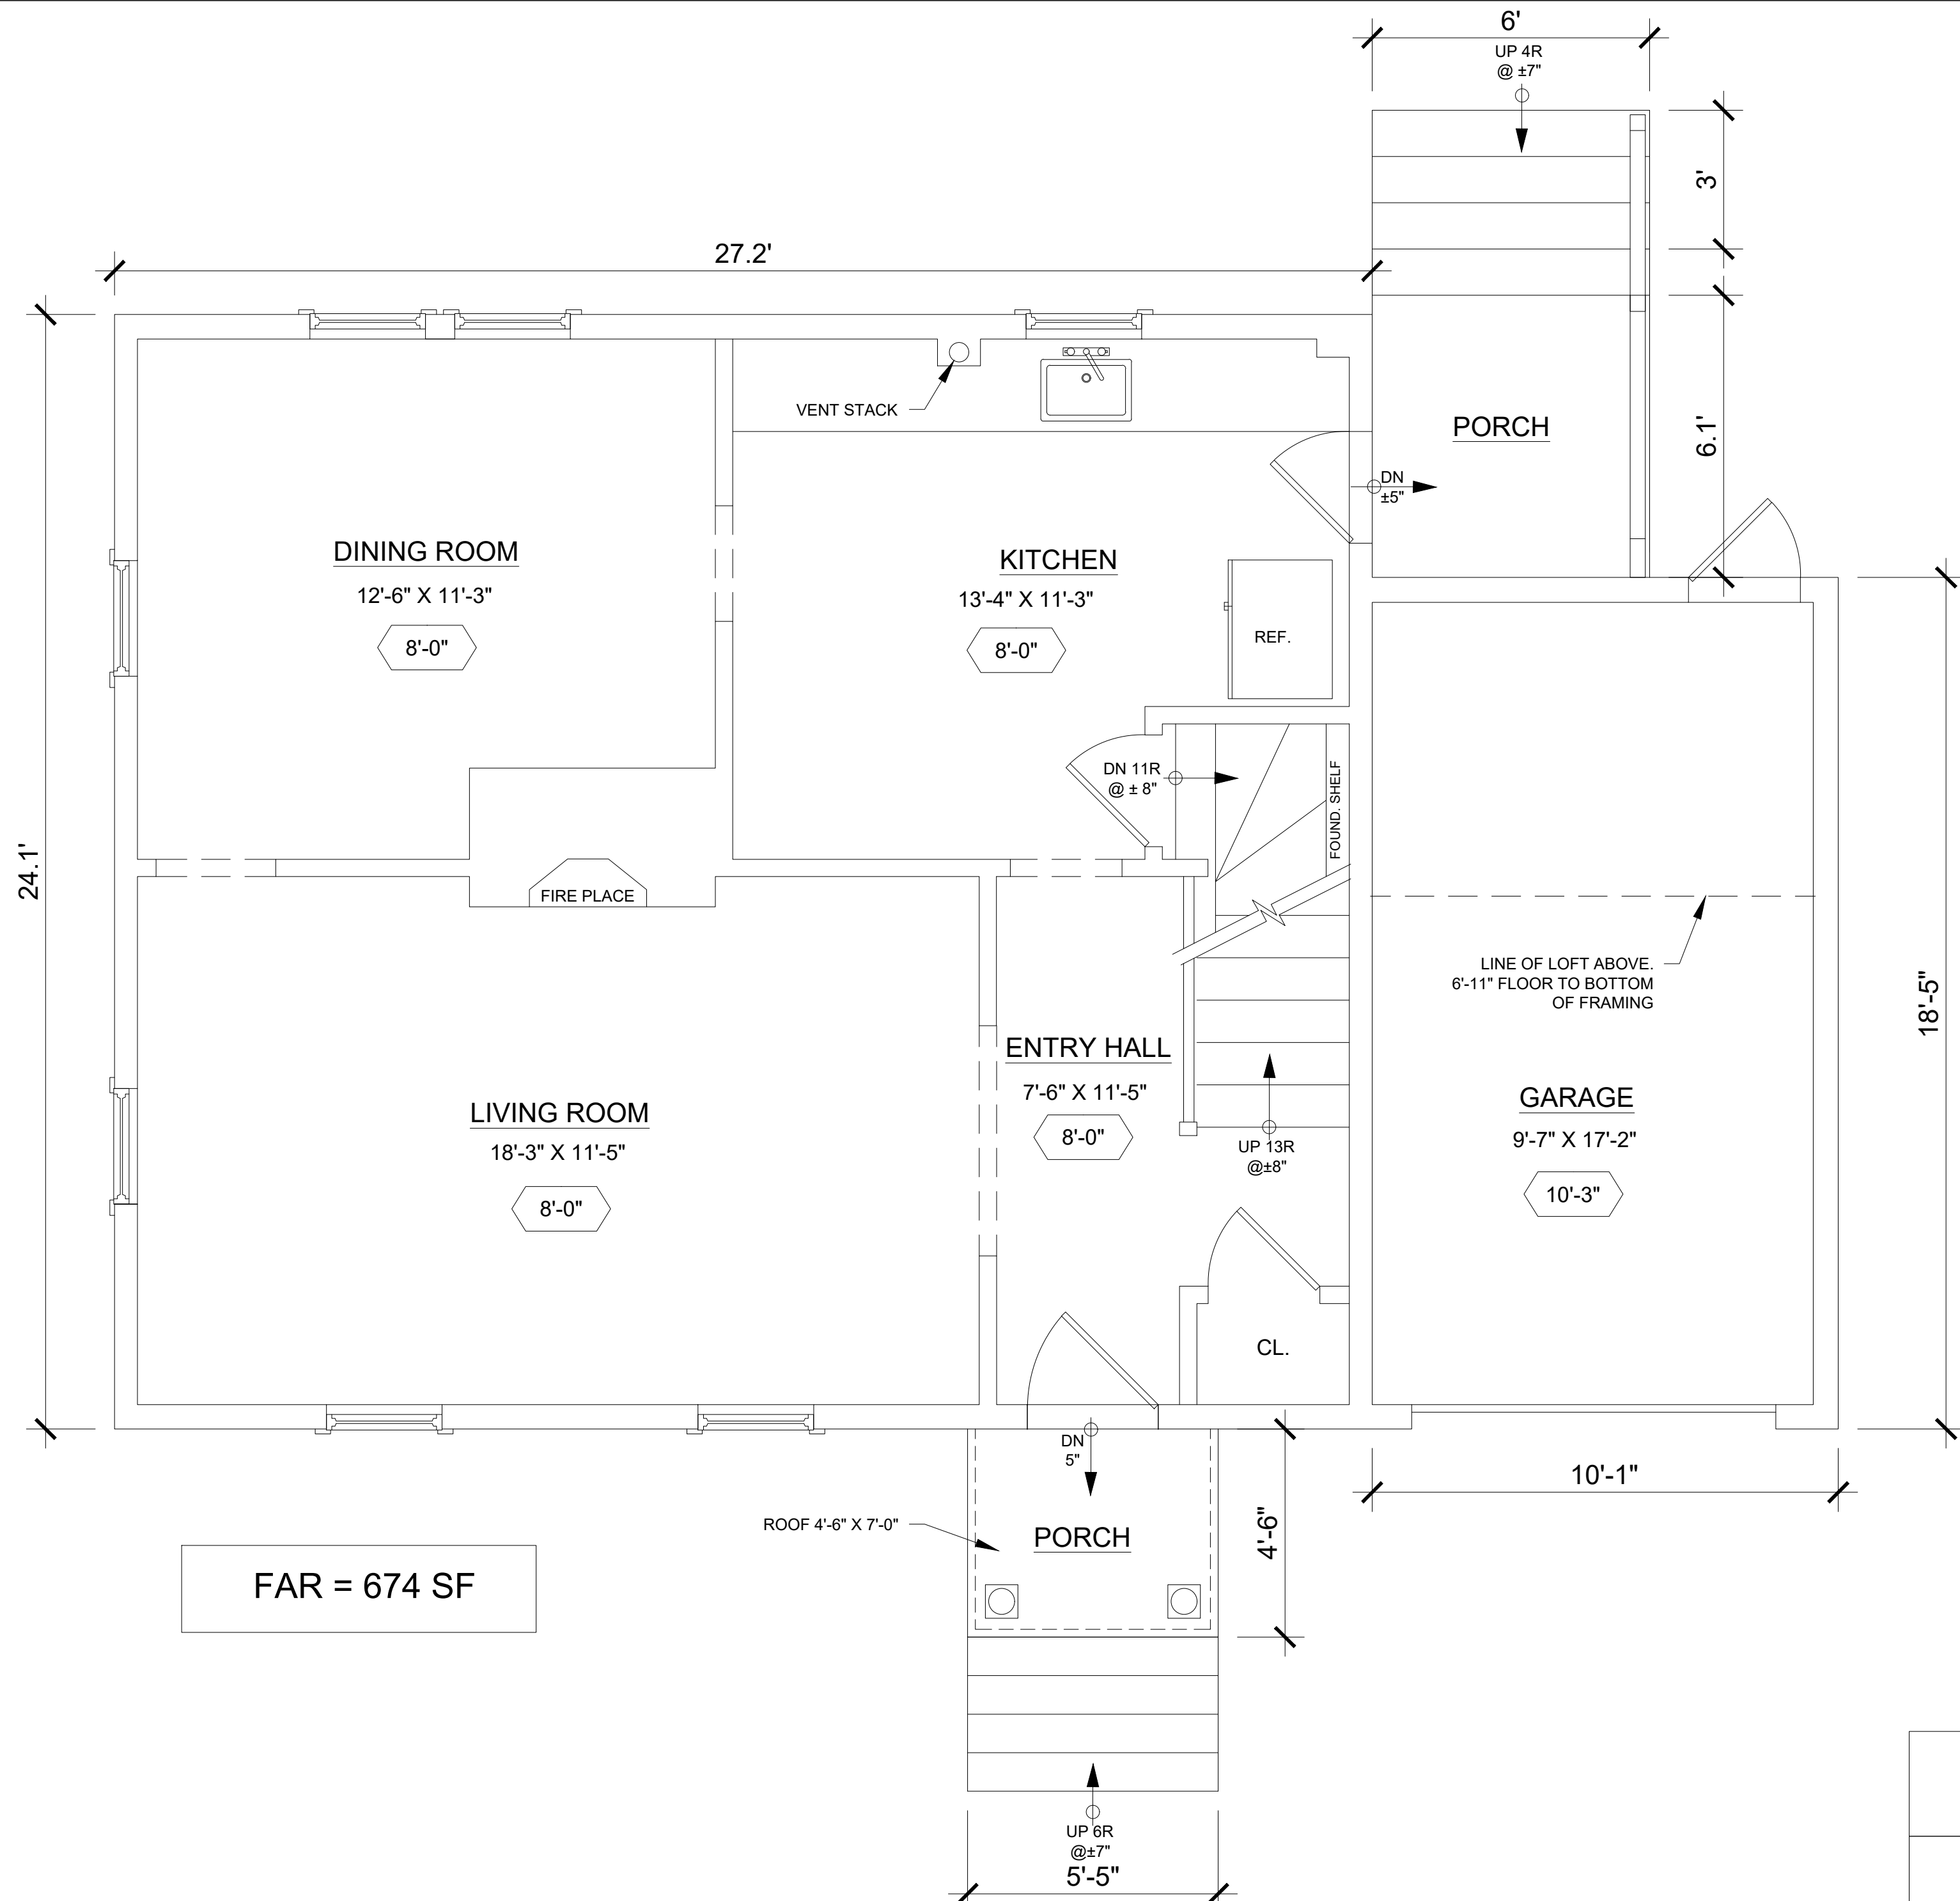 6'
UP 4R
@ ±7"
3'
27.2'
VENT STACK
PORCH
6.1'
DN
±5"
DINING ROOM
12'-6" X 11'-3"
8'-0"
KITCHEN
13'-4" X 11'-3"
8'-0"
REF.
DN 11R
@ ± 8"
FOUND. SHELF
24.1'
FIRE PLACE
LINE OF LOFT ABOVE.
6'-11" FLOOR TO BOTTOM
OF FRAMING
18'-5"
ENTRY HALL
7'-6" X 11'-5"
8'-0"
LIVING ROOM
18'-3" X 11'-5"
8'-0"
GARAGE
9'-7" X 17'-2"
10'-3"
UP 13R
@±8"
CL.
DN
5"
10'-1"
ROOF 4'-6" X 7'-0"
PORCH
4'-6"
FAR = 674 SF
UP 6R
@±7"
5'-5"